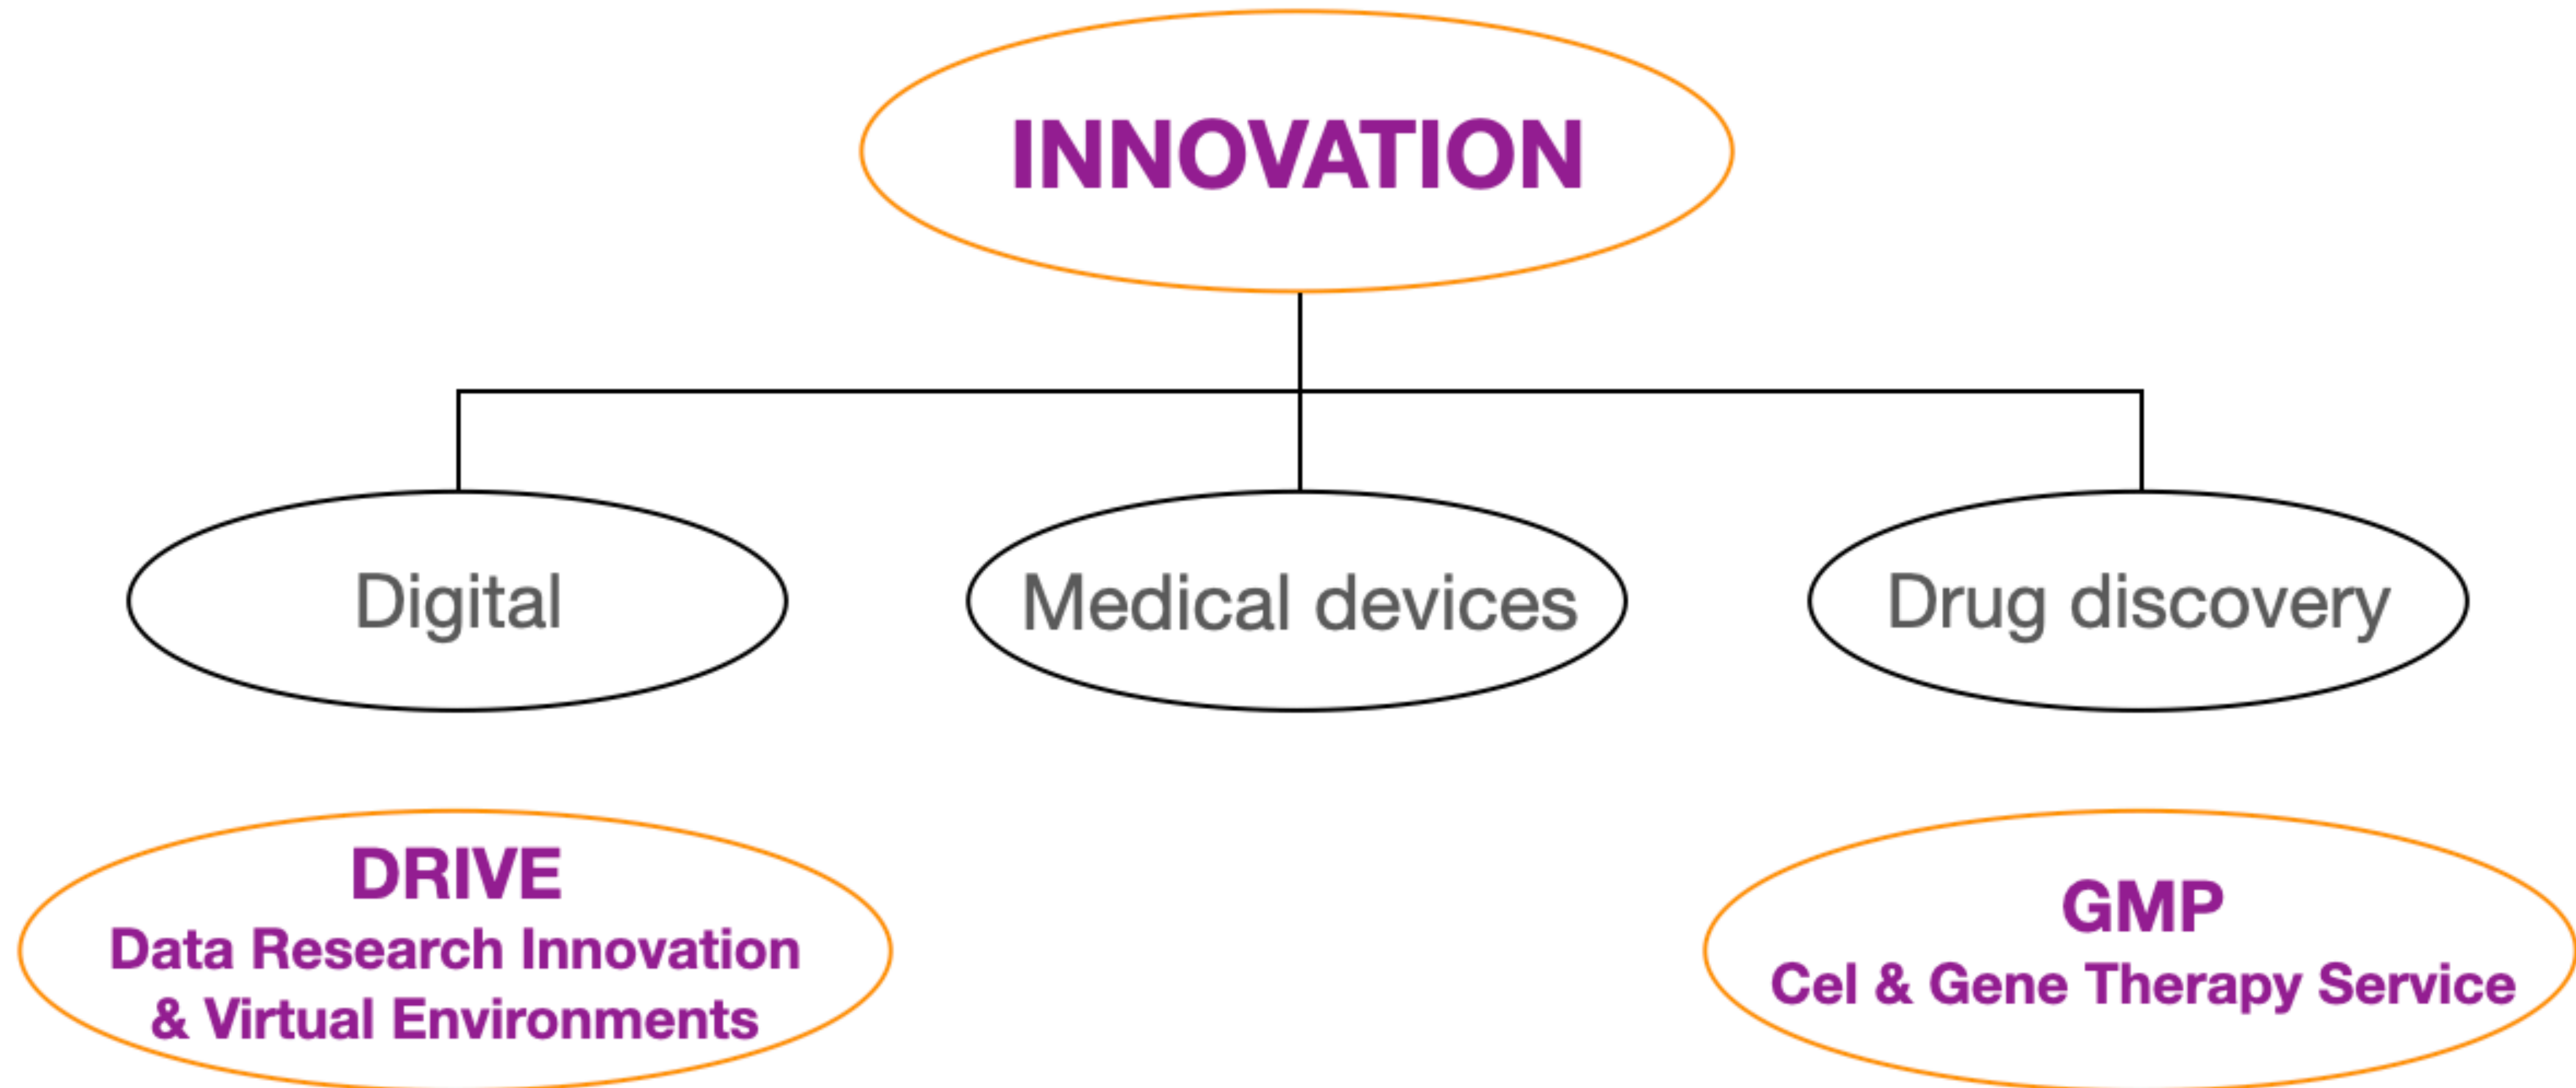 INNOVATION
Digital
Medical devices
Drug discovery
DRIVE
Data Research Innovation
& Virtual Environments
GMP
Cel & Gene Therapy Service